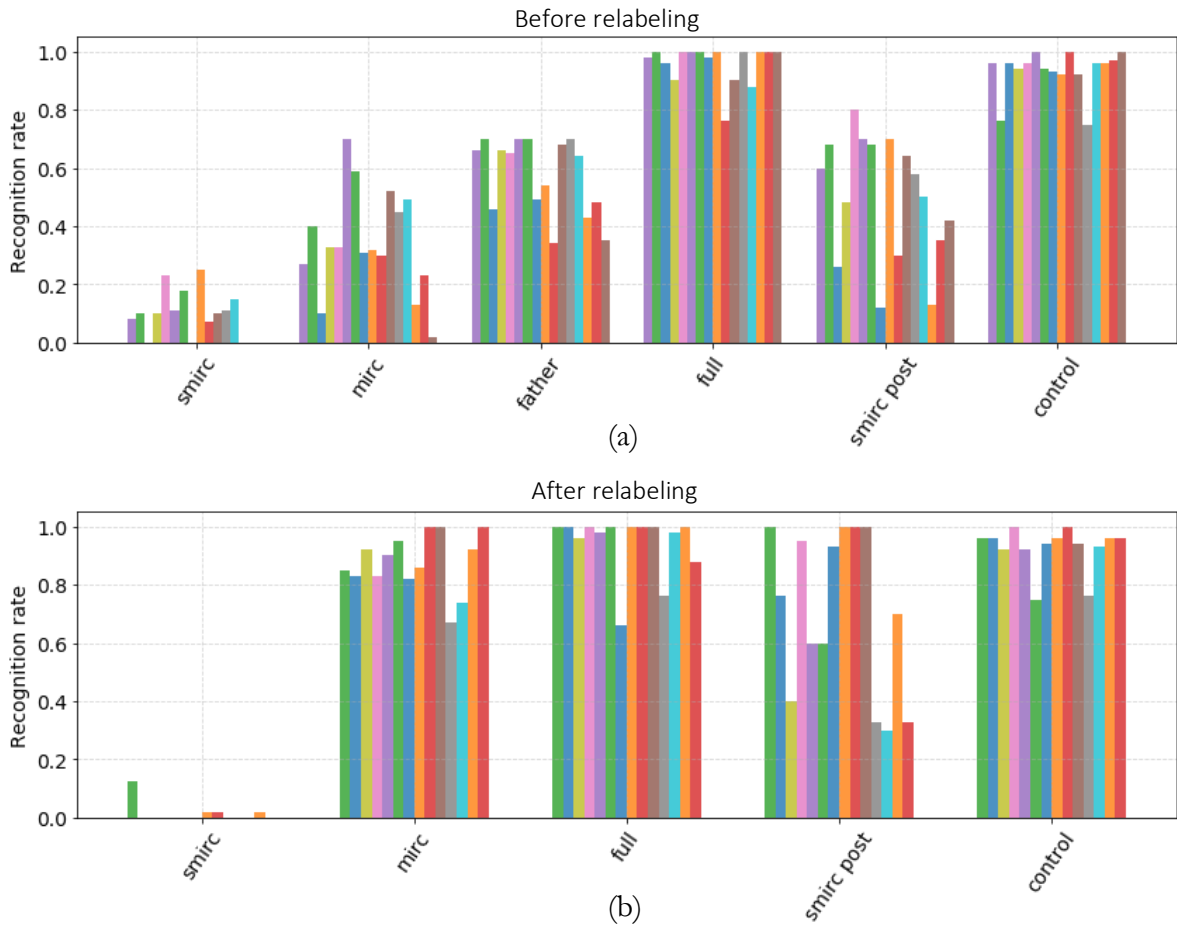 Before relabeling
1.0
0.8
0.6
0.4
0.2
0.0
Recognition rate
smirc
mirc
father
full
smirc post
control
(a)
After relabeling
1.0
0.8
0.6
0.4
0.2
0.0
Recognition rate
smirc
mirc
full
smirc post
control
(b)